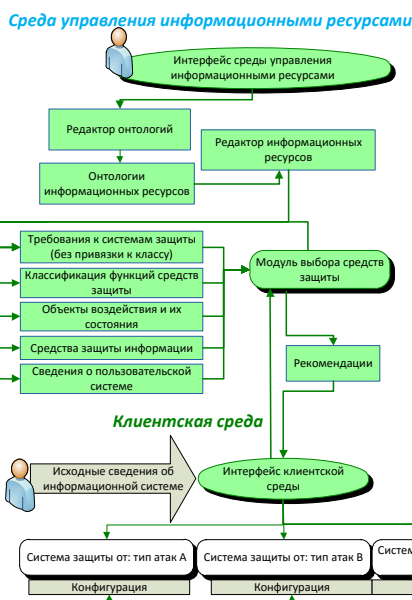 Среда управления информационными ресурсами
Интерфейс среды управления
информационными ресурсами
Редактор онтологий
Редактор информационных
ресурсов
Онтологии
информационных ресурсов
Требования к системам защиты
(без привязки к классу)
Классификация функций средств
защиты
Объекты воздействия и их
состояния
Средства защиты информации
Сведения о пользовательской
системе
Модуль выбора средств
защиты
Рекомендации
Клиентская среда
Исходные сведения об
информационной системе
Интерфейс клиентской
среды
Система защиты от: тип атак A
Система защиты от: тип атак B
Систем
Конфигурация
Конфигурация